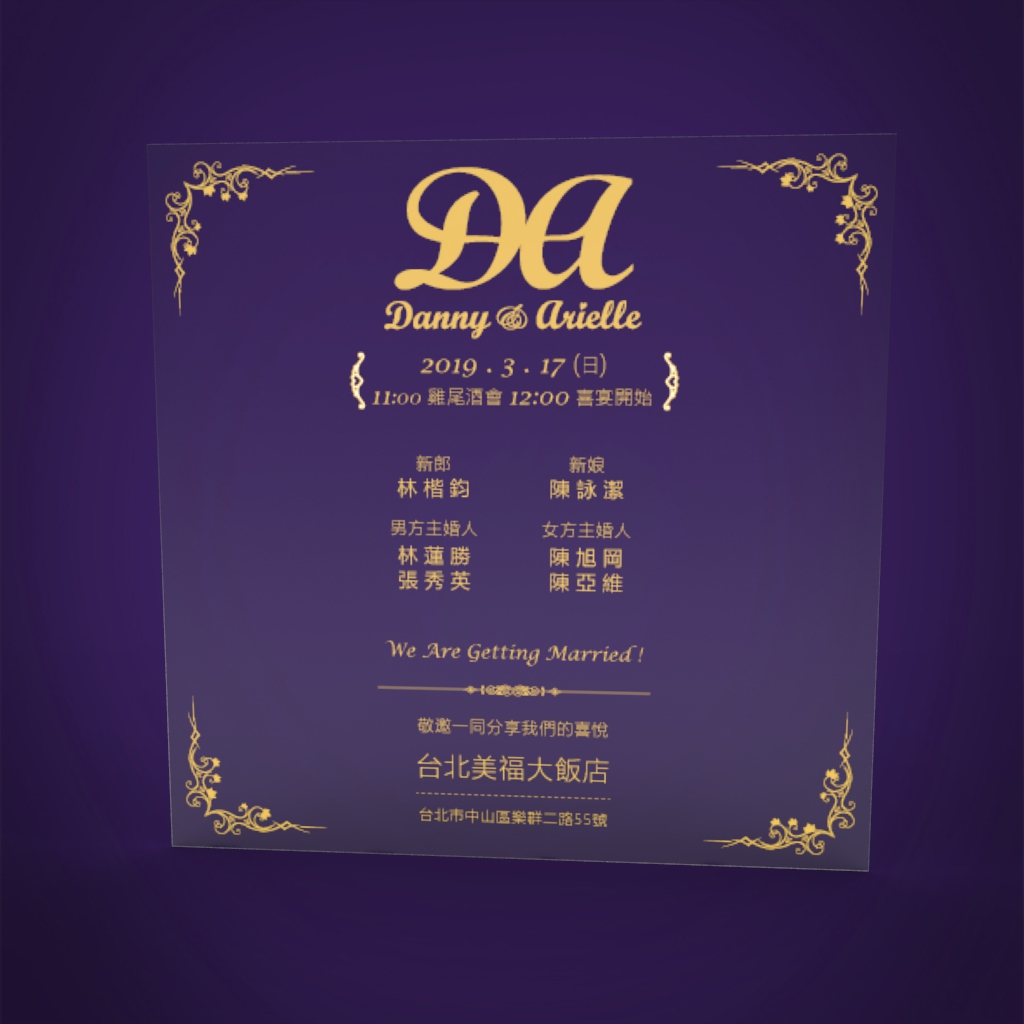 DA
Danny & Arielle
2019 . 3 . 17 (日)
11:00 雞尾酒會 12:00 喜宴開始
新郎 新娘
林楷鈞 陳詠潔
男方主婚人 女方主婚人
林蓮勝 陳旭岡
張秀英 陳亞維
We Are Getting Married !
敬邀一同分享我們的喜悅
台北美福大飯店
台北市中山區樂群二路55號